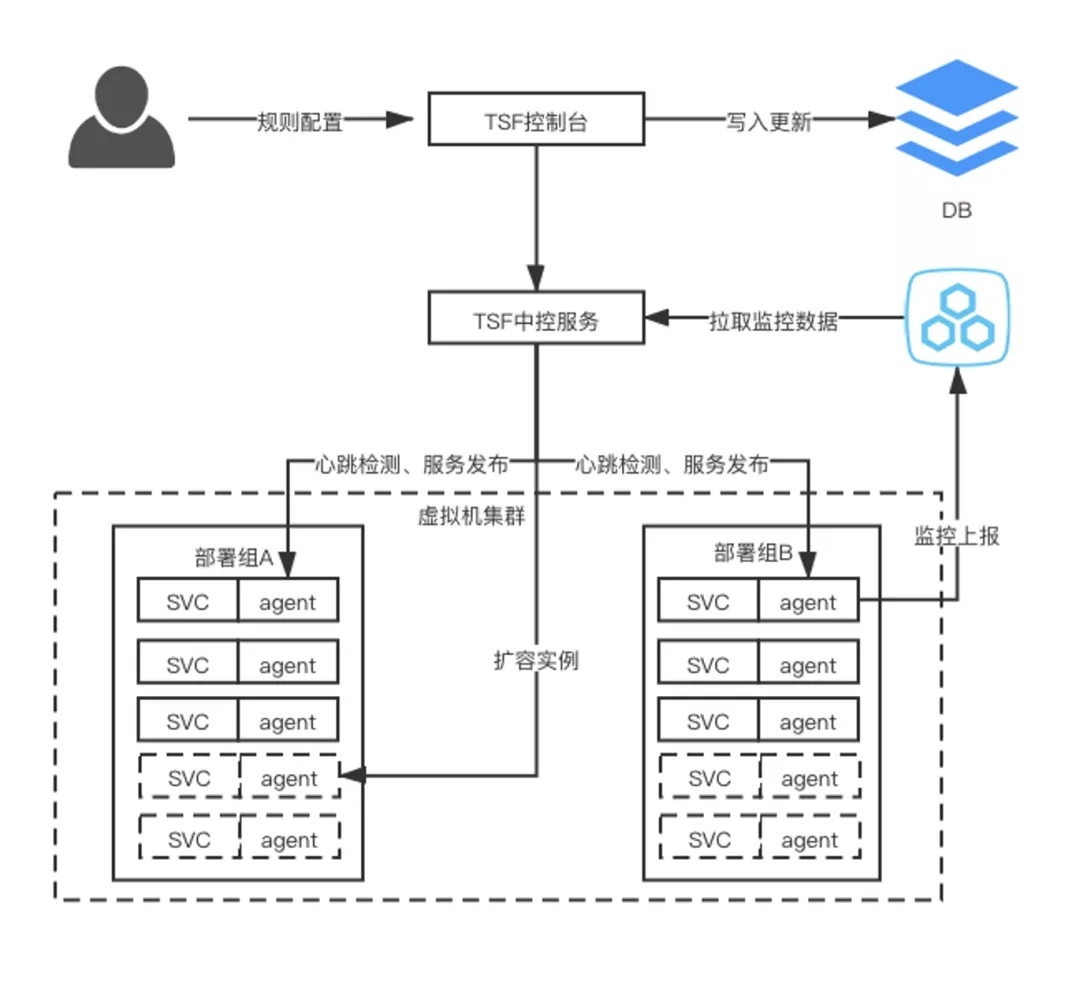 规则配置
TSF控制台
写入更新
DB
TSF中控服务
拉取监控数据
心跳检测、服务发布
心跳检测、服务发布
虚拟机集群
监控上报
部署组A
SVC agent
SVC agent
SVC agent
SVC agent
SVC agent
扩容实例
部署组B
SVC agent
SVC agent
SVC agent
SVC agent
SVC agent